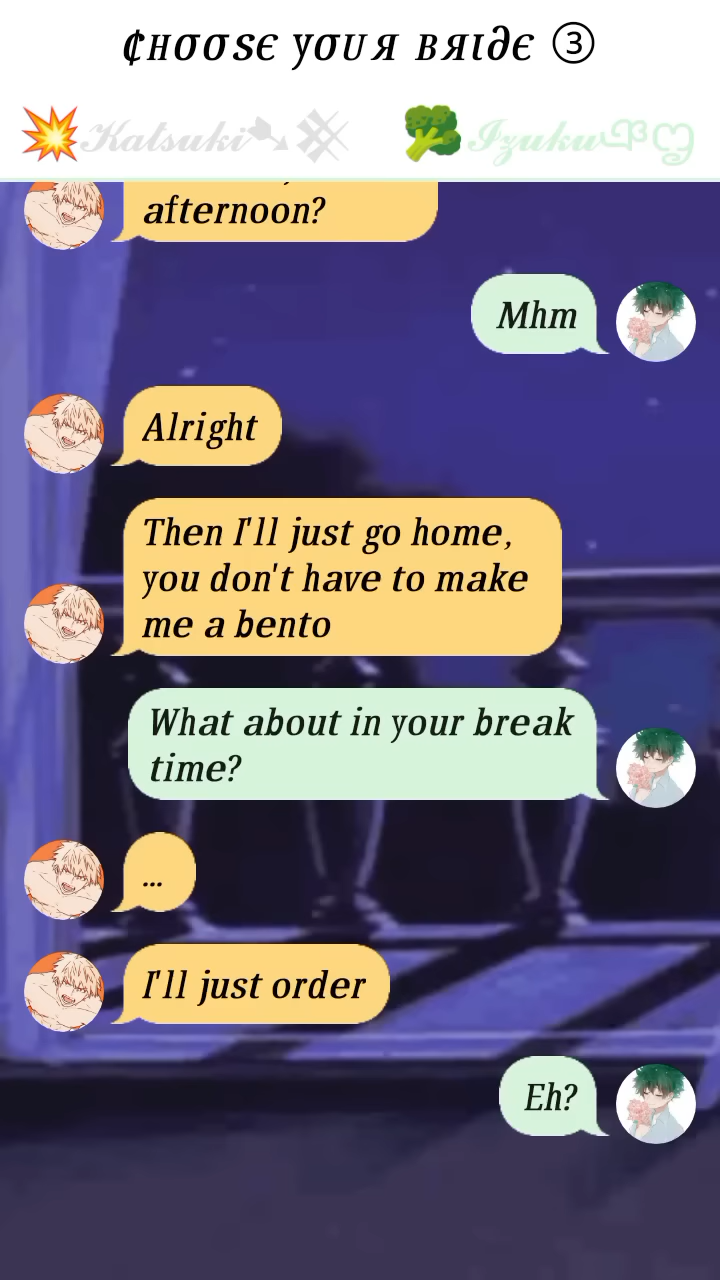 ₵нσσѕє уσυя вяι∂є ③
💥𝓚𝓪𝓽𝓼𝓾𝓴𝓲
🥦𝓘𝔃𝓾𝓴𝓾
afternoon?
Mhm
Alright
Then I'll just go home,
you don't have to make
me a bento
What about in your break
time?
...
I'll just order
Eh?